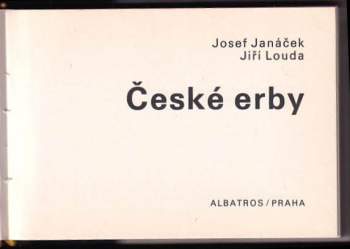 Josef Janáček
Jiří Louda
České erby
ALBATROS/PRAHA